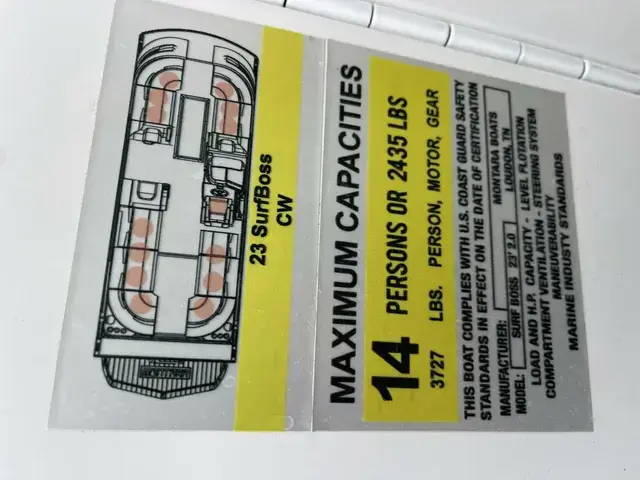 23 SurfBoss
CW
MAXIMUM CAPACITIES
14 PERSONS OR 2435 LBS
3727 LBS. PERSON, MOTOR, GEAR
THIS BOAT COMPLIES WITH U.S. COAST GUARD SAFETY
STANDARDS IN EFFECT ON THE DATE OF CERTIFICATION
MANUFACTURER: MONTARA BOATS
LOUDON, TN
MODEL: SURF BOSS 23' 2.0
LOAD AND H.P. CAPACITY - LEVEL FLOTATION
COMPARTMENT VENTILATION - STEERING SYSTEM
MANEUVERABILITY
MARINE INDUSTY STANDARDS